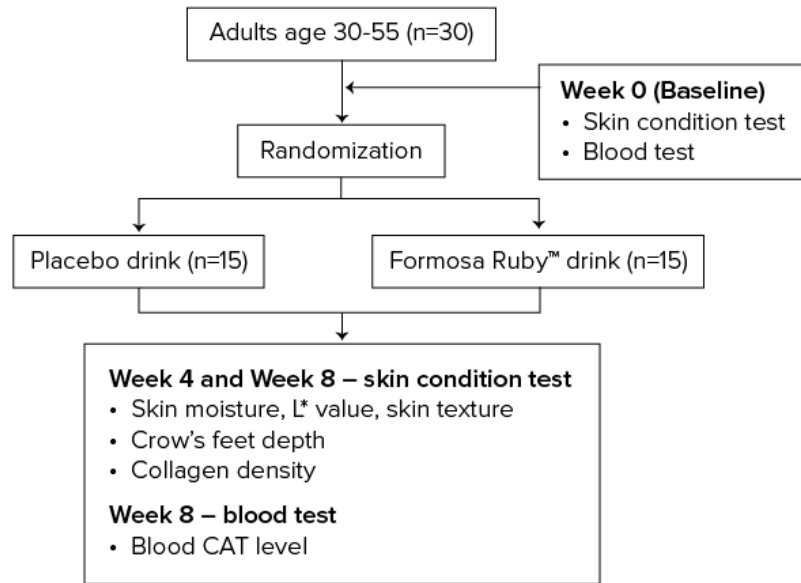 Adults age 30-55 (n=30)
Week 0 (Baseline)
• Skin condition test
• Blood test
Randomization
Placebo drink (n=15)
Formosa Ruby™ drink (n=15)
Week 4 and Week 8 – skin condition test
• Skin moisture, L* value, skin texture
• Crow’s feet depth
• Collagen density
Week 8 – blood test
• Blood CAT level